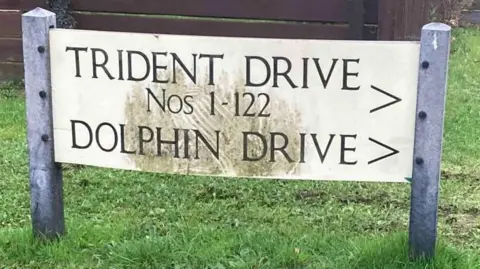 TRIDENT DRIVE >
Nos 1-122
DOLPHIN DRIVE >